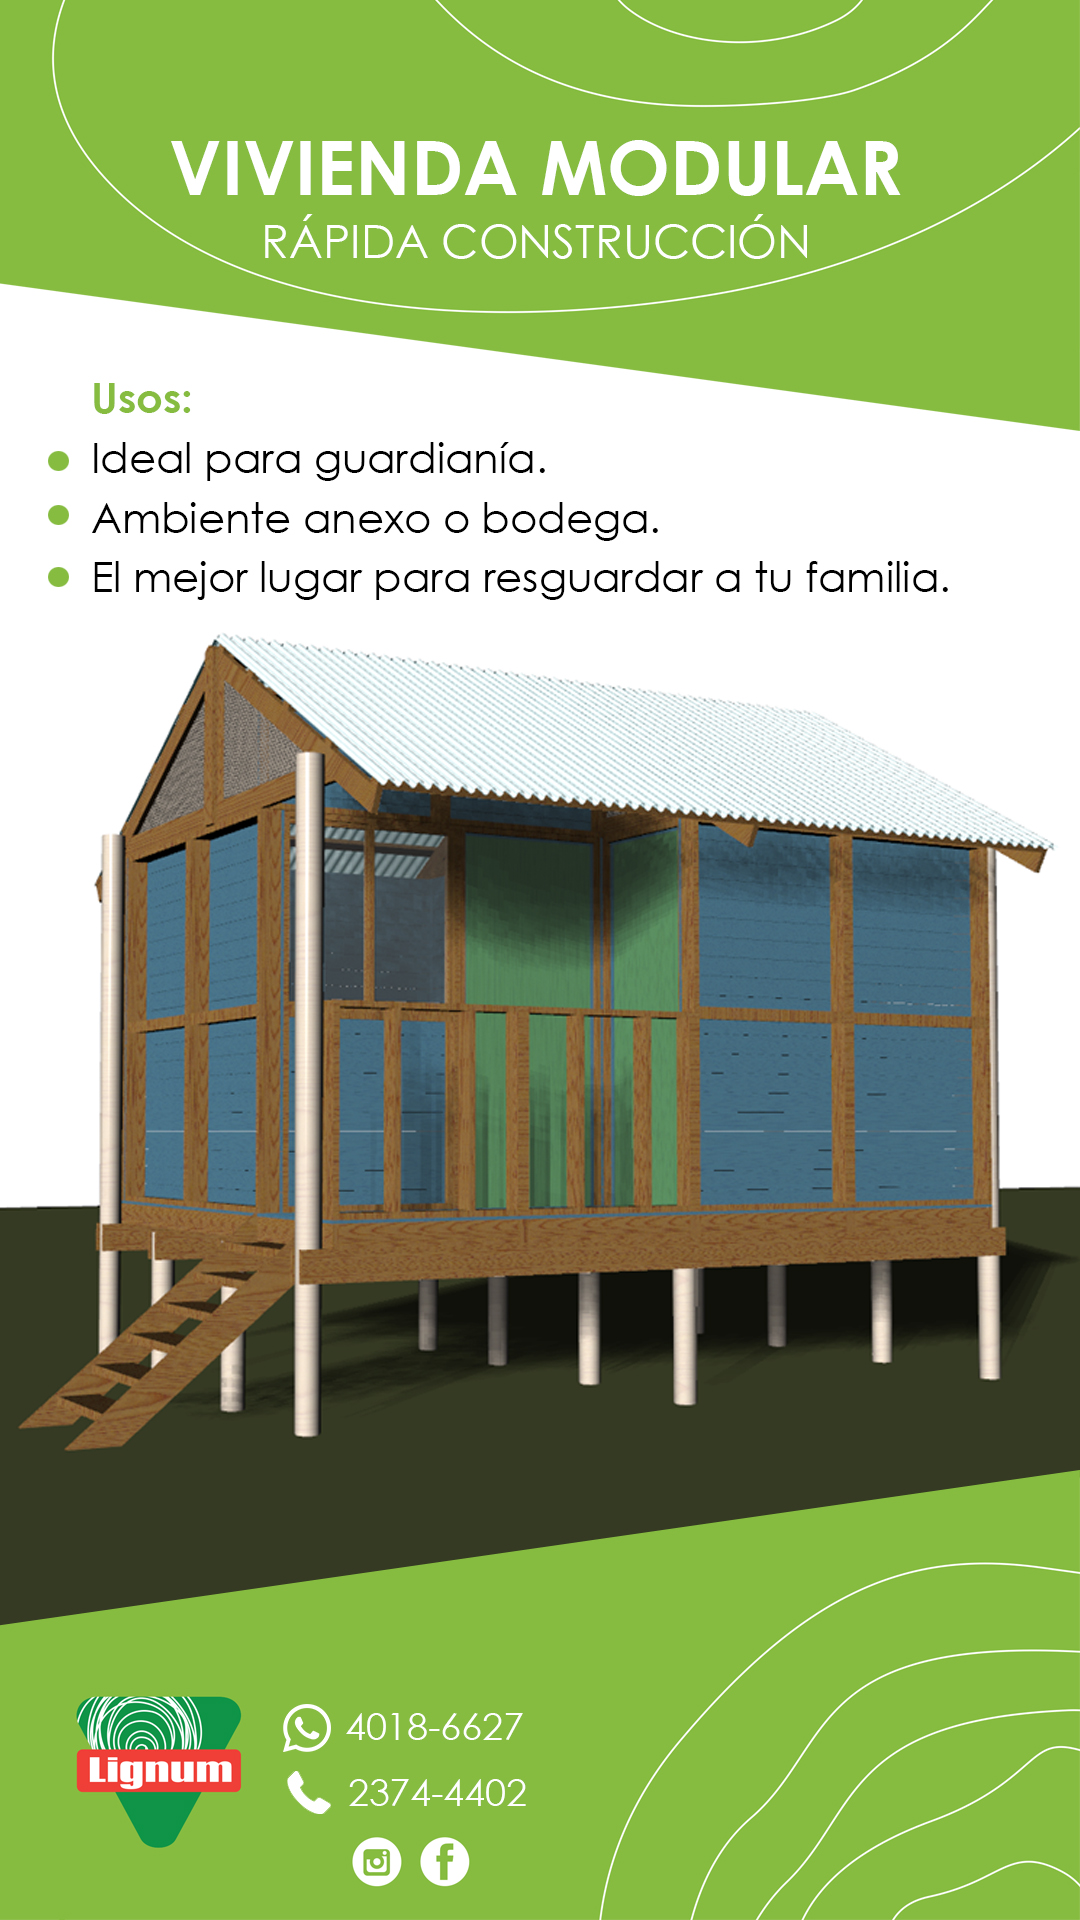 VIVIENDA MODULAR
RÁPIDA CONSTRUCCIÓN
Usos:
Ideal para guardianía.
Ambiente anexo o bodega.
El mejor lugar para resguardar a tu familia.
Lignum
4018-6627
2374-4402